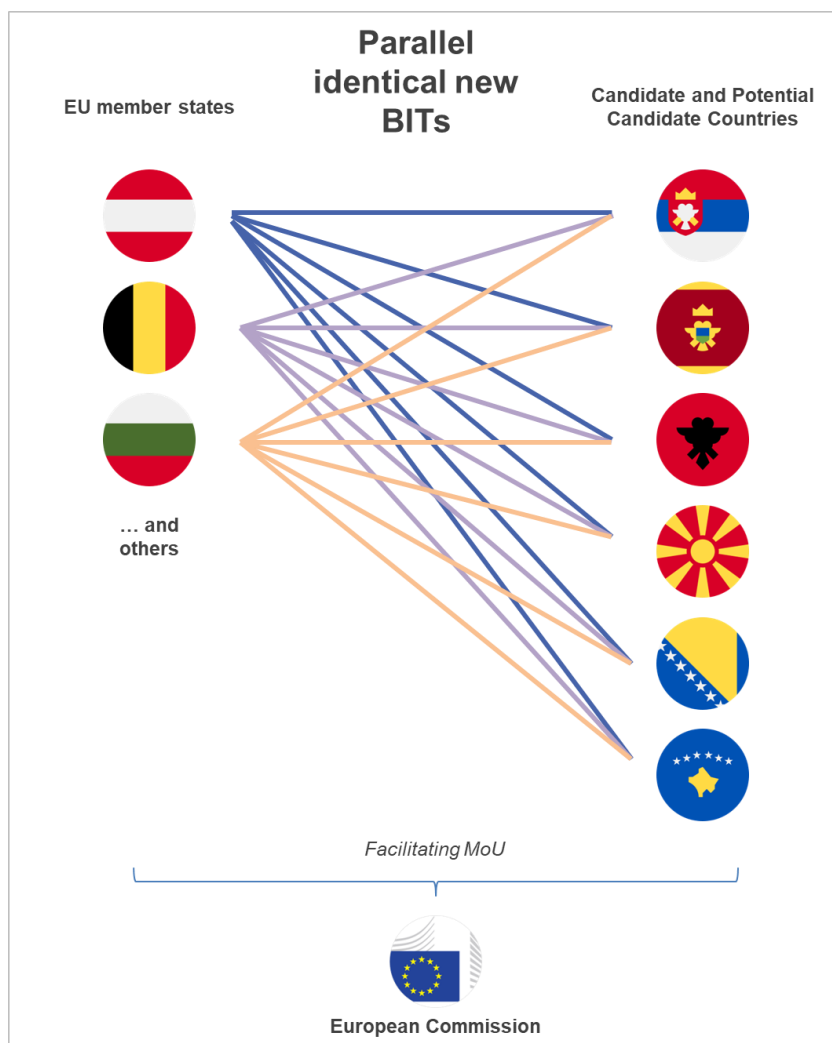 Parallel
identical new
BITs
EU member states
Candidate and Potential
Candidate Countries
… and
others
Facilitating MoU
European Commission